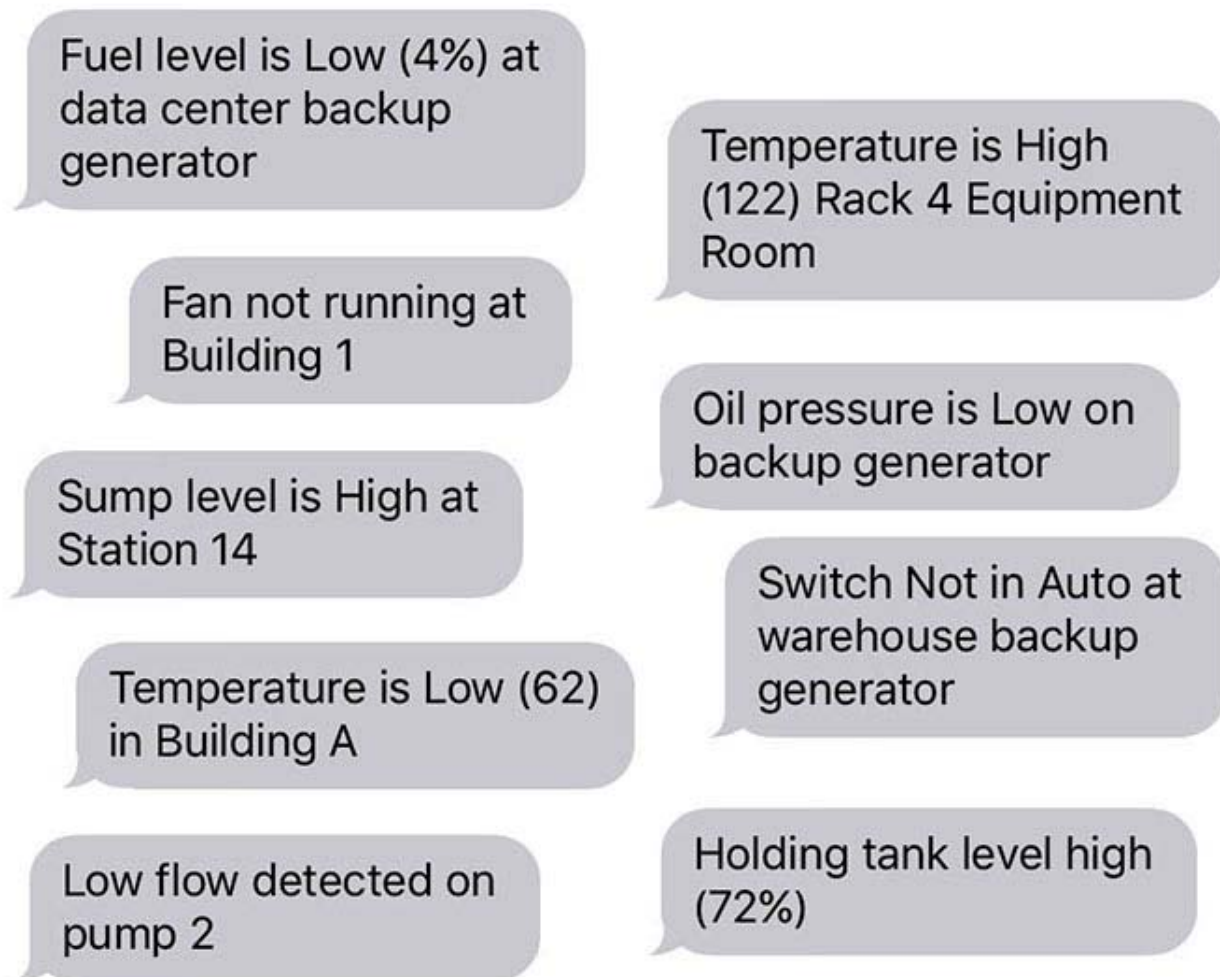 Fuel level is Low (4%) at
data center backup
generator
Fan not running at
Building 1
Sump level is High at
Station 14
Temperature is Low (62)
in Building A
Low flow detected on
pump 2
Temperature is High
(122) Rack 4 Equipment
Room
Oil pressure is Low on
backup generator
Switch Not in Auto at
warehouse backup
generator
Holding tank level high
(72%)